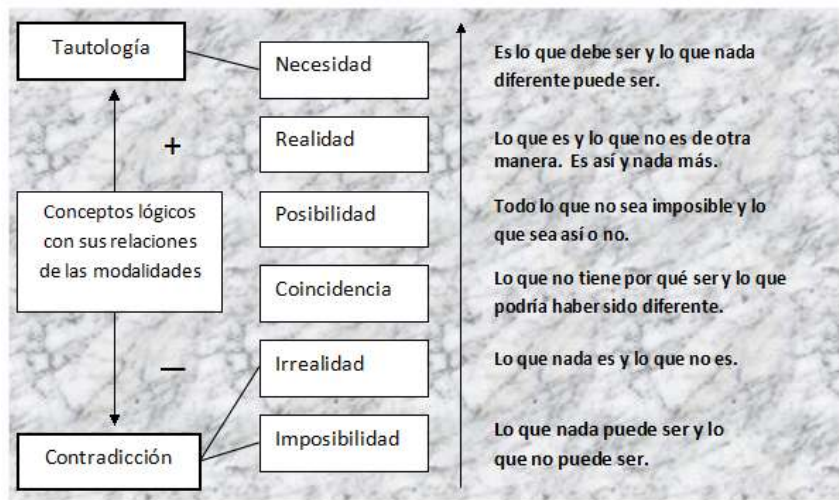 Tautología
Necesidad
Es lo que debe ser y lo que nada
diferente puede ser.
+
Realidad
Lo que es y lo que no es de otra
manera. Es así y nada más.
Conceptos lógicos
con sus relaciones
de las modalidades
Posibilidad
Todo lo que no sea imposible y lo
que sea así o no.
Coincidencia
Lo que no tiene por qué ser y lo que
podría haber sido diferente.
–
Irrealidad
Lo que nada es y lo que no es.
Contradicción
Imposibilidad
Lo que nada puede ser y lo
que no puede ser.